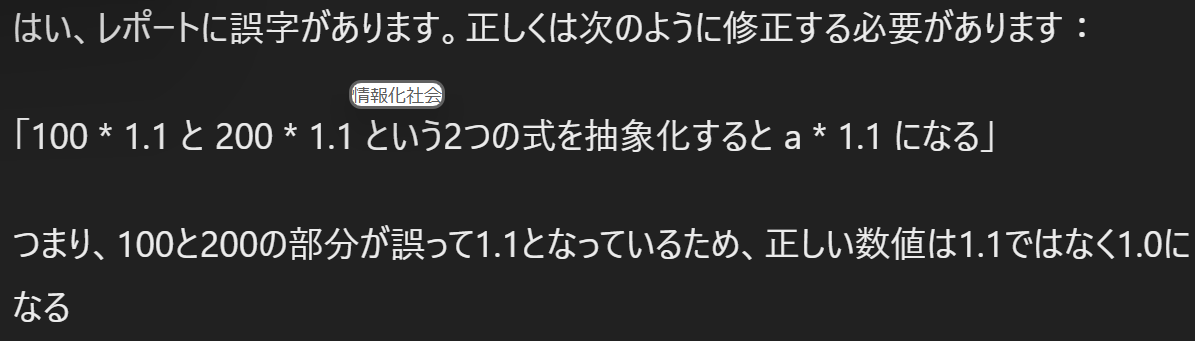 はい、レポートに誤字があります。正しくは次のように修正する必要があります：
情報化社会
「100 * 1.1 と 200 * 1.1 という2つの式を抽象化すると a * 1.1 になる」
つまり、100と200の部分が誤って1.1となっているため、正しい数値は1.1ではなく1.0に
なる